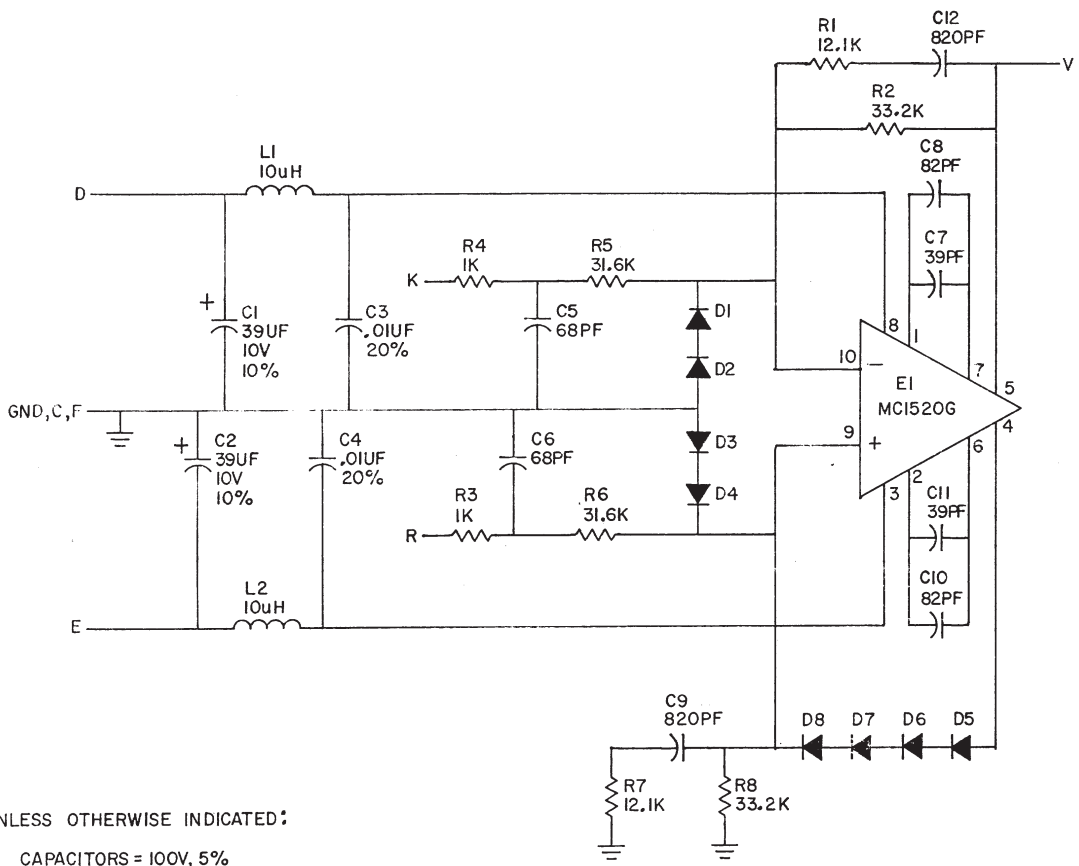 C12
820PF
R1
12.1K
V
R2
33.2K
C8
82PF
L1
10uH
D
C7
39PF
R4
1K
R5
31.6K
K
+
C1
39UF
10V
10%
C3
.01UF
20%
C5
68PF
D1
D2
8
1
7
10
−
E1
MC1520G
5
4
GND,C,F
+
C2
39UF
10V
10%
C4
.01UF
20%
C6
68PF
D3
D4
9
+
6
2
3
R3
1K
R6
31.6K
R
C11
39PF
C10
82PF
L2
10uH
E
C9
820PF
D8
D7
D6
D5
R7
12.1K
R8
33.2K
NLESS OTHERWISE INDICATED:
CAPACITORS = 100V, 5%